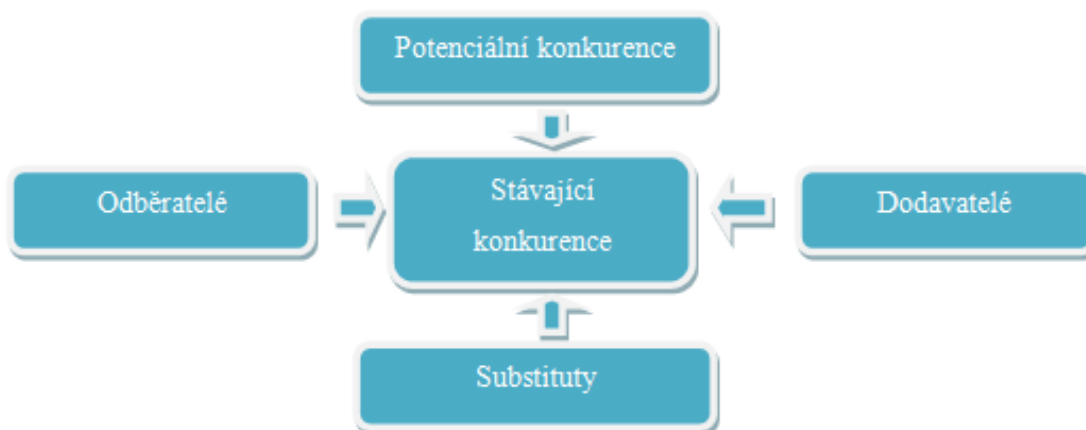 Potenciální konkurence
Odběratelé
Stávající
konkurence
Dodavatelé
Substituty